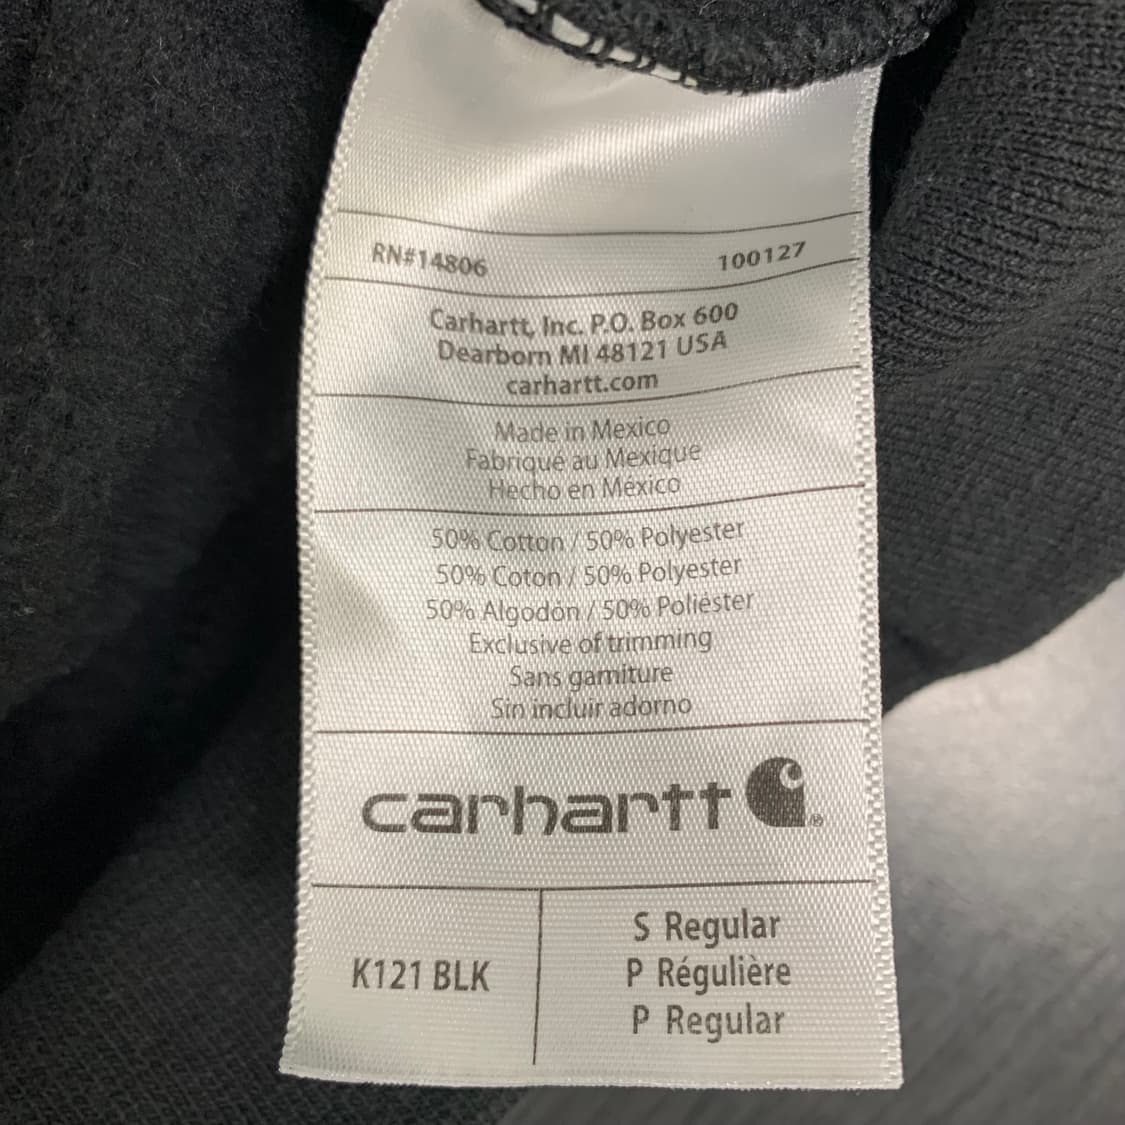 RN#14806 100127
Carhartt, Inc. P.O. Box 600
Dearborn MI 48121 USA
carhartt.com
Made in Mexico
Fabriqué au Mexique
Hecho en México
50% Cotton / 50% Polyester
50% Coton / 50% Polyester
50% Algodón / 50% Poliéster
Exclusive of trimming
Sans garniture
Sin incluir adorno
carhartt ®
K121 BLK
S Regular
P Régulière
P Regular